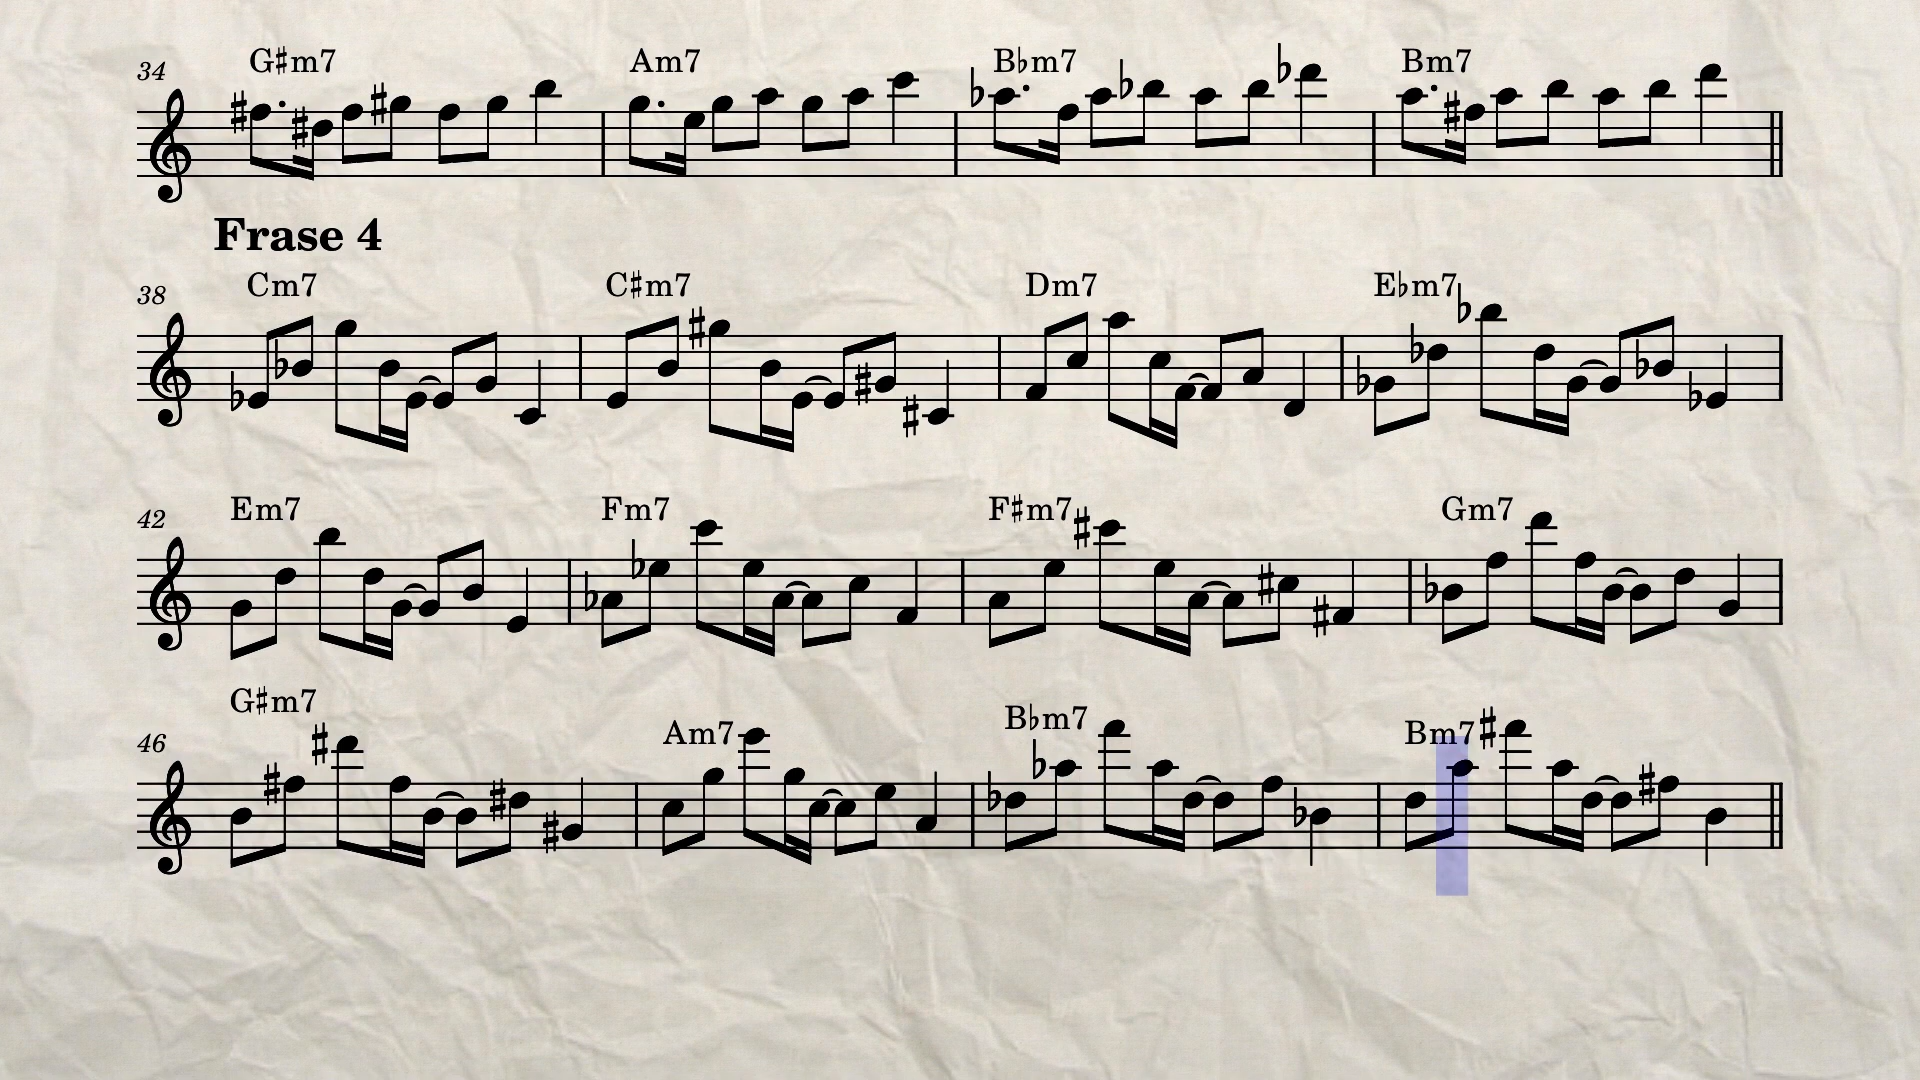 34 G♯m7 Am7 B♭m7 Bm7
Frase 4
38 Cm7 C♯m7 Dm7 E♭m7
42 Em7 Fm7 F♯m7 Gm7
46 G♯m7 Am7 B♭m7 Bm7